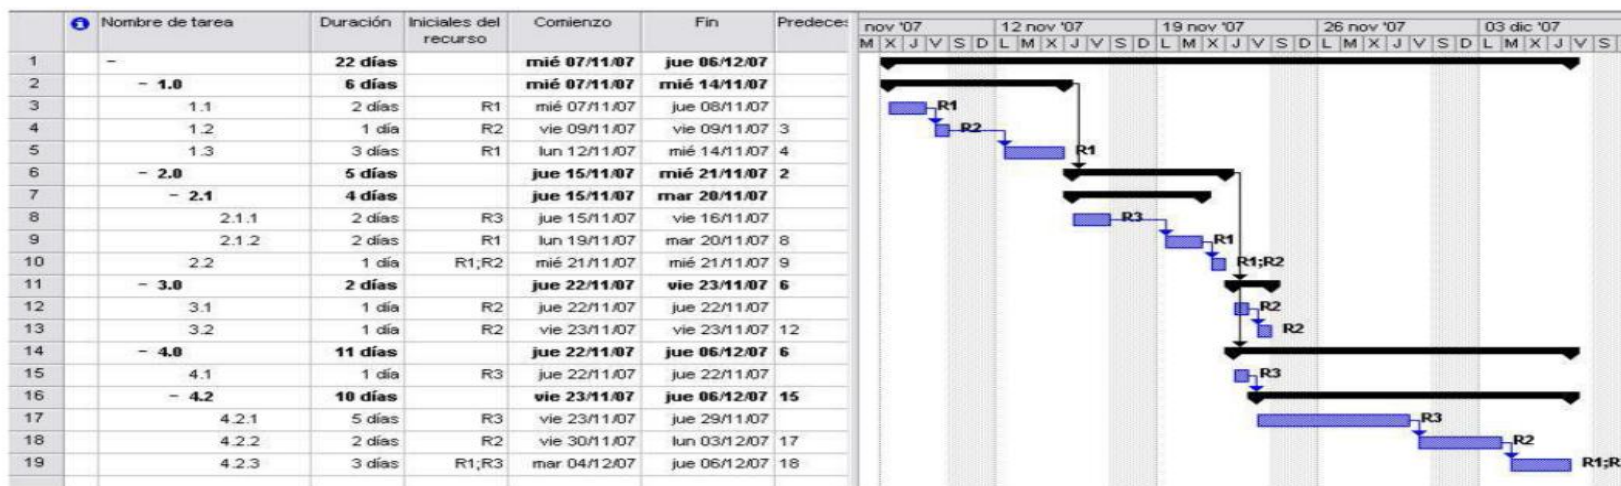 Nombre de tarea Duración Iniciales del recurso Comienzo Fin Predeces
nov '07 12 nov '07 19 nov '07 26 nov '07 03 dic '07
M X J V S D L M X J V S D L M X J V S D L M X J V S D L M X J V S
1 - 22 días mié 07/11/07 jue 06/12/07
2 - 1.0 6 días mié 07/11/07 mié 14/11/07
3 1.1 2 días R1 mié 07/11/07 jue 08/11/07 R1
4 1.2 1 día R2 vie 09/11/07 vie 09/11/07 3 R2
5 1.3 3 días R1 lun 12/11/07 mié 14/11/07 4 R1
6 - 2.0 5 días jue 15/11/07 mié 21/11/07 2
7 - 2.1 4 días jue 15/11/07 mar 20/11/07
8 2.1.1 2 días R3 jue 15/11/07 vie 16/11/07 R3
9 2.1.2 2 días R1 lun 19/11/07 mar 20/11/07 8 R1
10 2.2 1 día R1;R2 mié 21/11/07 mié 21/11/07 9 R1;R2
11 - 3.0 2 días jue 22/11/07 vie 23/11/07 6
12 3.1 1 día R2 jue 22/11/07 jue 22/11/07 R2
13 3.2 1 día R2 vie 23/11/07 vie 23/11/07 12 R2
14 - 4.0 11 días jue 22/11/07 jue 06/12/07 6
15 4.1 1 día R3 jue 22/11/07 jue 22/11/07 R3
16 - 4.2 10 días vie 23/11/07 jue 06/12/07 15
17 4.2.1 5 días R3 vie 23/11/07 jue 29/11/07 R3
18 4.2.2 2 días R2 vie 30/11/07 lun 03/12/07 17 R2
19 4.2.3 3 días R1;R3 mar 04/12/07 jue 06/12/07 18 R1;R